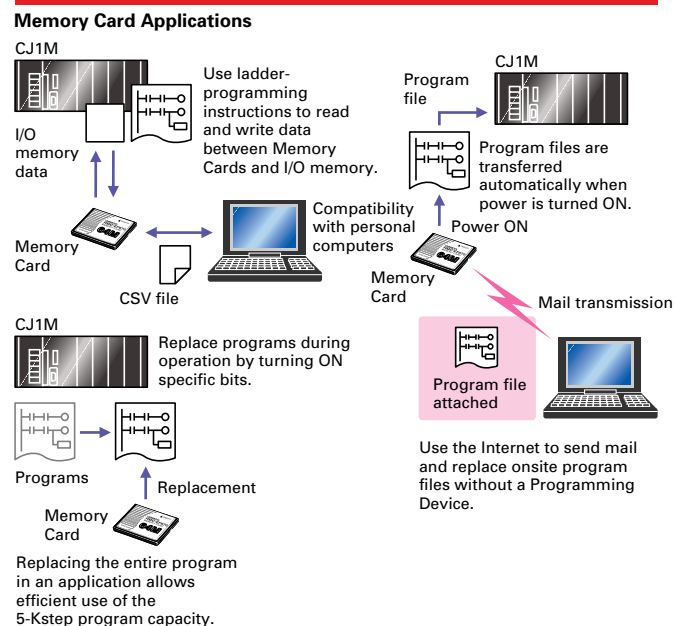 Memory Card Applications
CJ1M
Use ladder-
programming
instructions to read
and write data
between Memory
Cards and I/O memory.
I/O
memory
data
Memory
Card
CSV file
Compatibility
with personal
computers
CJ1M
Replace programs during
operation by turning ON
specific bits.
Programs
Replacement
Memory
Card
Replacing the entire program
in an application allows
efficient use of the
5-Kstep program capacity.
CJ1M
Program
file
Program files are
transferred
automatically when
power is turned ON.
Power ON
Memory
Card
Mail transmission
Program file
attached
Use the Internet to send mail
and replace onsite program
files without a Programming
Device.